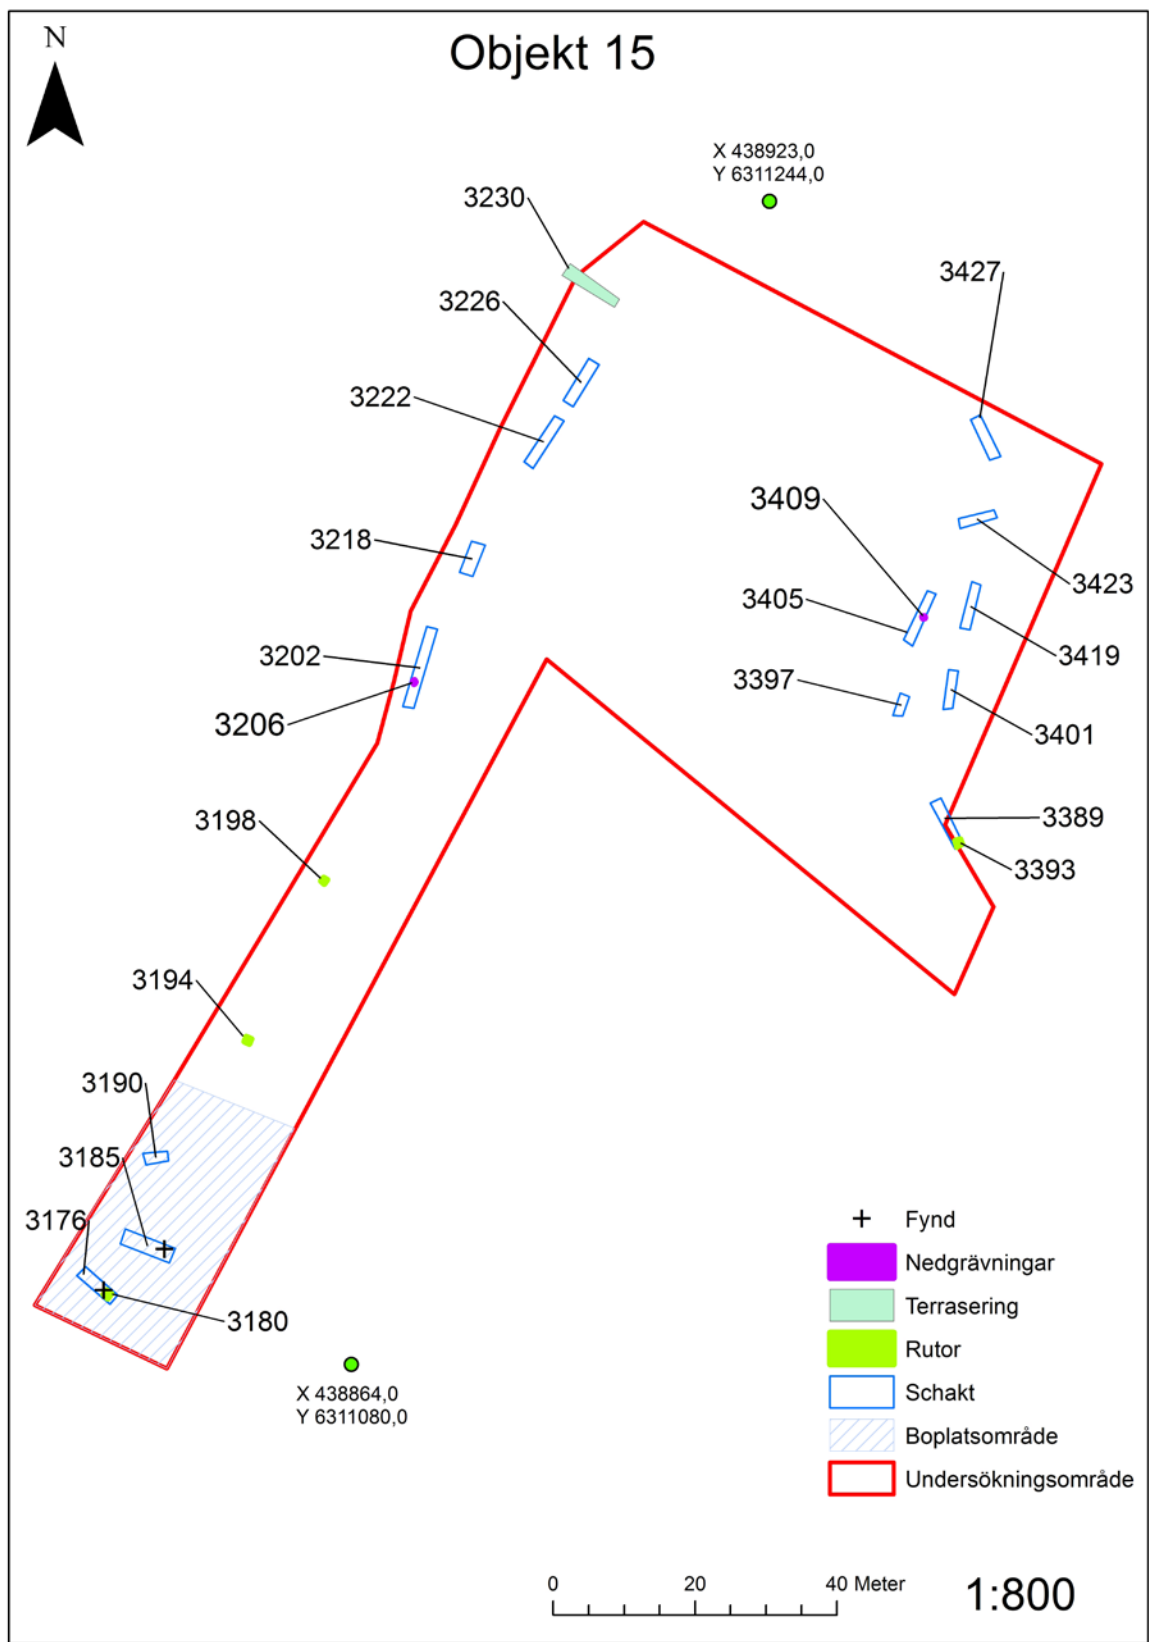 N
Objekt 15
X 438923,0
Y 6311244,0
3230
3427
3226
3222
3409
3218
3423
3405
3202
3419
3397
3206
3401
3198
3389
3393
3194
3190
3185
3176
3180
X 438864,0
Y 6311080,0
Fynd
Nedgrävningar
Terrasering
Rutor
Schakt
Boplatsområde
Undersökningsområde
0 20 40 Meter
1:800